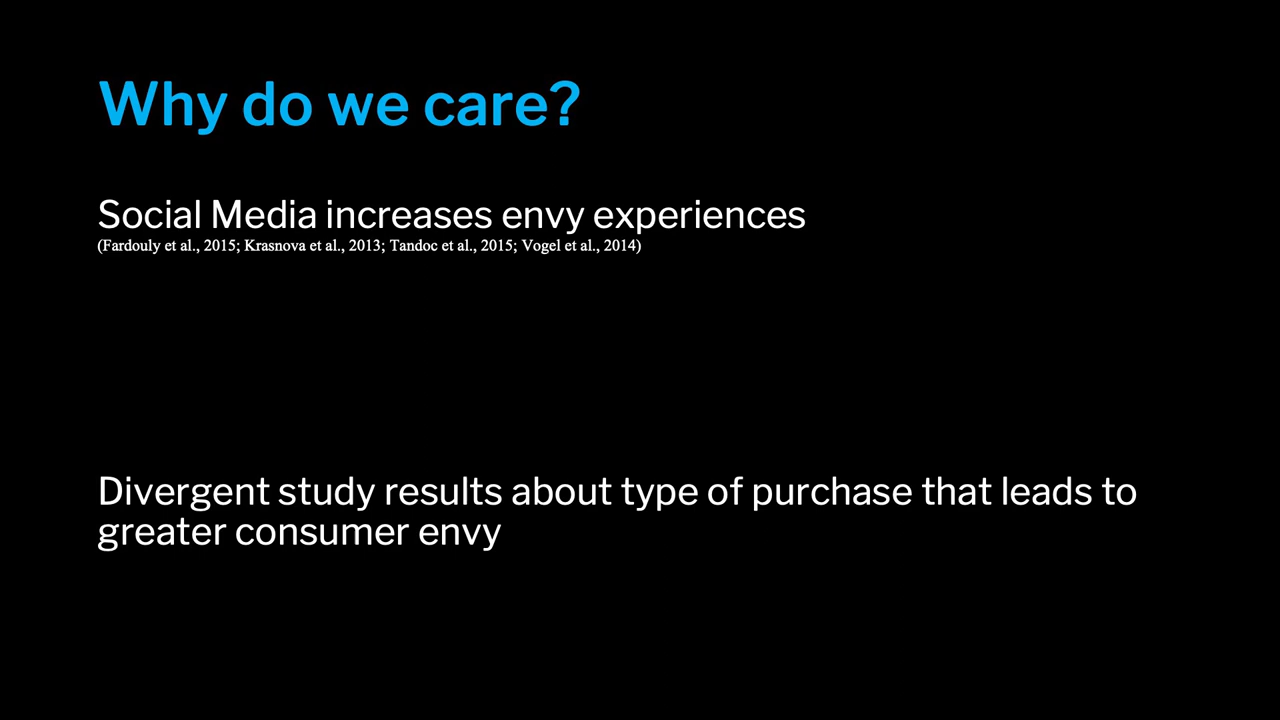 Why do we care?
Social Media increases envy experiences
(Fardouly et al., 2015; Krasnova et al., 2013; Tandoc et al., 2015; Vogel et al., 2014)
Divergent study results about type of purchase that leads to
greater consumer envy